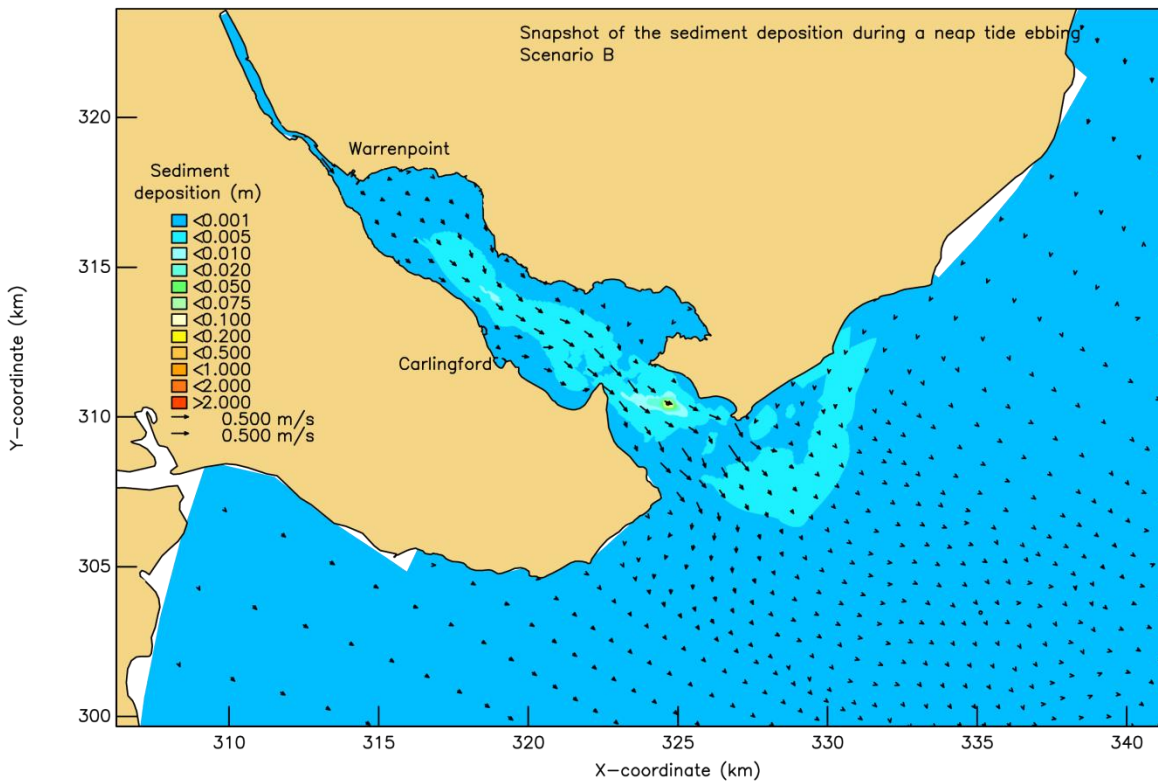 Snapshot of the sediment deposition during a neap tide ebbing
Scenario B
320
Warrenpoint
Sediment
deposition (m)
<0.001
<0.005
<0.010
<0.020
<0.050
<0.075
<0.100
<0.200
<0.500
<1.000
<2.000
>2.000
0.500 m/s
0.500 m/s
315
Carlingford
310
305
300
Y-coordinate (km)
310 315 320 325 330 335 340
X-coordinate (km)